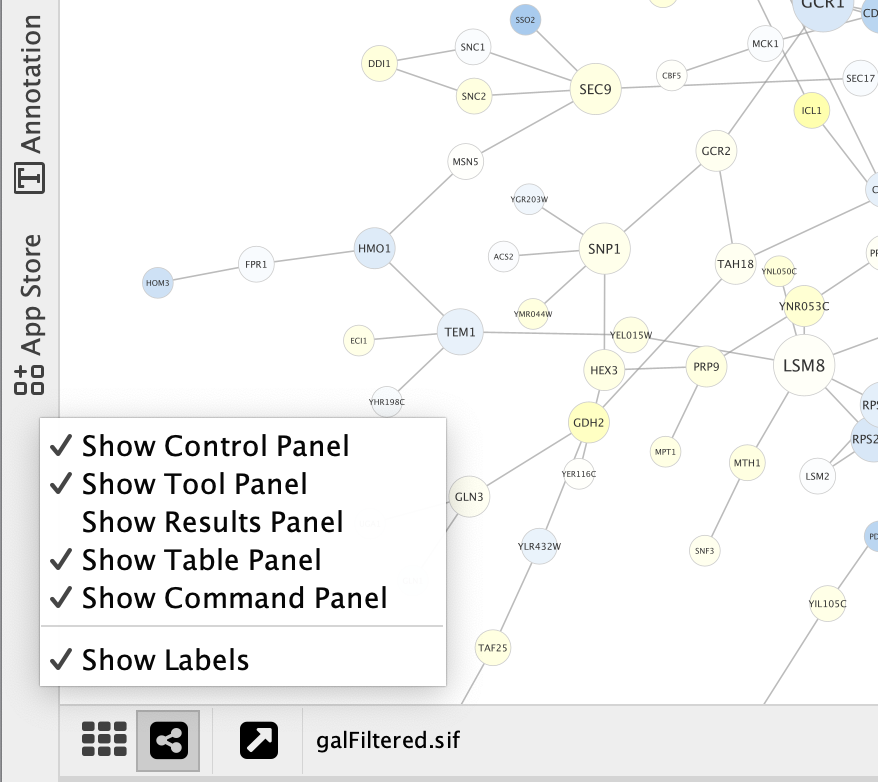 GCR1
CD
SSO2
MCK1
SNC1
DDI1
CBF5
SEC17
SEC9
SNC2
ICL1
GCR2
MSN5
C
YGR203W
HMO1
SNP1
ACS2
PF
FPR1
TAH18
YNL050C
HOM3
YNR053C
YMR044W
TEM1
YEL015W
ECI1
LSM8
HEX3
PRP9
YHR198C
RPS
GDH2
RPS2
MPT1
MTH1
YER116C
LSM2
GLN3
YLR432W
SNF3
PD
YIL105C
TAF25
Annotation
App Store
Show Control Panel
Show Tool Panel
Show Results Panel
Show Table Panel
Show Command Panel
Show Labels
galFiltered.sif